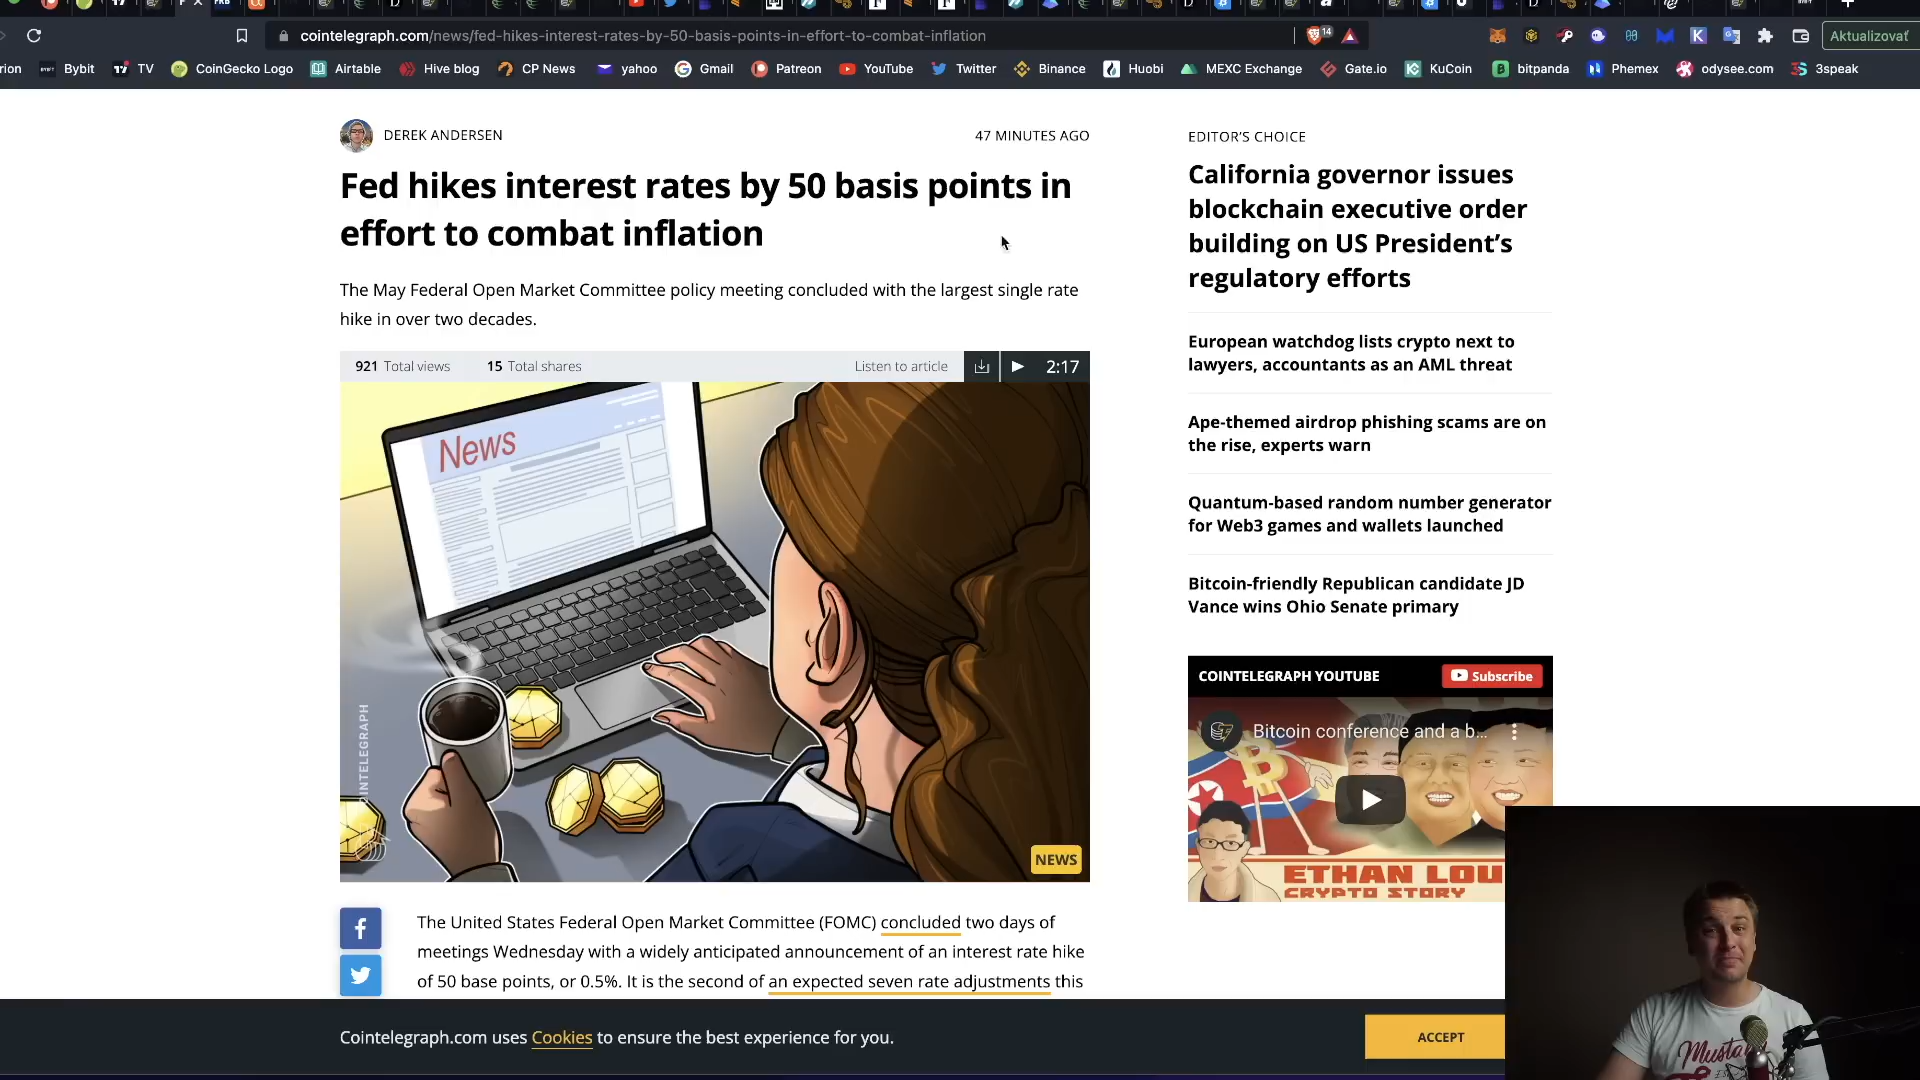 cointelegraph.com/news/fed-hikes-interest-rates-by-50-basis-points-in-effort-to-combat-inflation
14
Aktualizovať
rion Bybit TV CoinGecko Logo Airtable Hive blog CP News yahoo Gmail Patreon YouTube Twitter Binance Huobi MEXC Exchange Gate.io KuCoin bitpanda Phemex odysee.com 3speak
DEREK ANDERSEN
47 MINUTES AGO
Fed hikes interest rates by 50 basis points in
effort to combat inflation
The May Federal Open Market Committee policy meeting concluded with the largest single rate
hike in over two decades.
921 Total views 15 Total shares Listen to article 2:17
News
COINTELEGRAPH
NEWS
The United States Federal Open Market Committee (FOMC) concluded two days of
meetings Wednesday with a widely anticipated announcement of an interest rate hike
of 50 base points, or 0.5%. It is the second of an expected seven rate adjustments this
EDITOR'S CHOICE
California governor issues
blockchain executive order
building on US President's
regulatory efforts
European watchdog lists crypto next to
lawyers, accountants as an AML threat
Ape-themed airdrop phishing scams are on
the rise, experts warn
Quantum-based random number generator
for Web3 games and wallets launched
Bitcoin-friendly Republican candidate JD
Vance wins Ohio Senate primary
COINTELEGRAPH YOUTUBE Subscribe
Bitcoin conference and a b...
ETHAN LOU
CRYPTO STORY
Cointelegraph.com uses Cookies to ensure the best experience for you.
ACCEPT